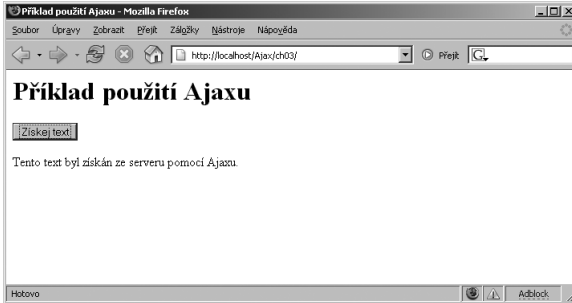 Příklad použití Ajaxu - Mozilla Firefox
Soubor Úpravy Zobrazit Přejít Záložky Nástroje Nápověda
http://localhost/Ajax/ch03/ Přejít G
Příklad použití Ajaxu
Získej text
Tento text byl získán ze serveru pomocí Ajaxu.
Hotovo Adblock